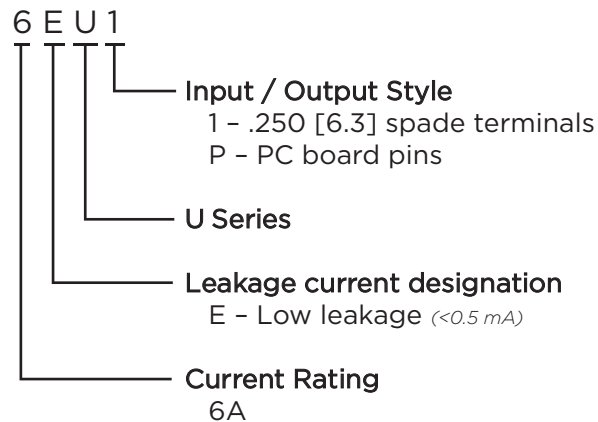 6 E U 1
Input / Output Style
1 – .250 [6.3] spade terminals
P – PC board pins
U Series
Leakage current designation
E – Low leakage (<0.5 mA)
Current Rating
6A